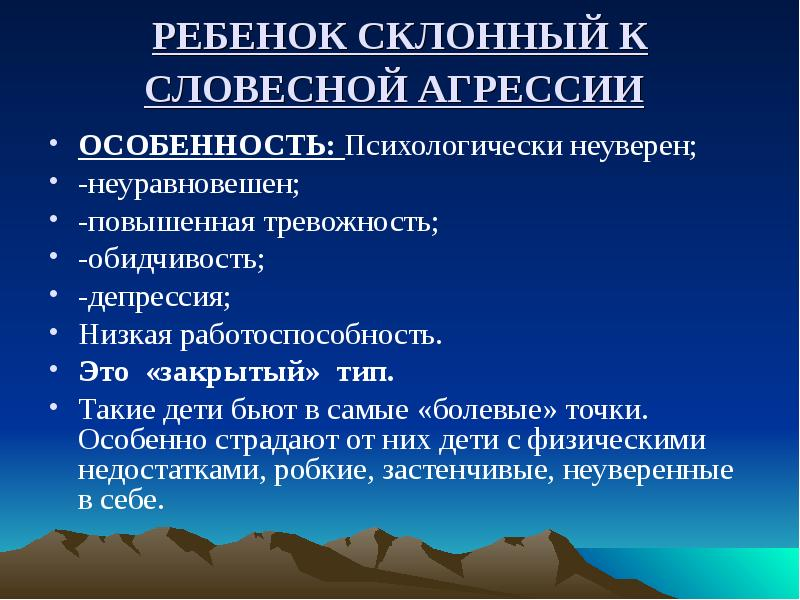 РЕБЕНОК СКЛОННЫЙ К
СЛОВЕСНОЙ АГРЕССИИ
• ОСОБЕННОСТЬ: Психологически неуверен;
• -неуравновешен;
• -повышенная тревожность;
• -обидчивость;
• -депрессия;
• Низкая работоспособность.
• Это «закрытый» тип.
• Такие дети бьют в самые «болевые» точки.
Особенно страдают от них дети с физическими
недостатками, робкие, застенчивые, неуверенные
в себе.